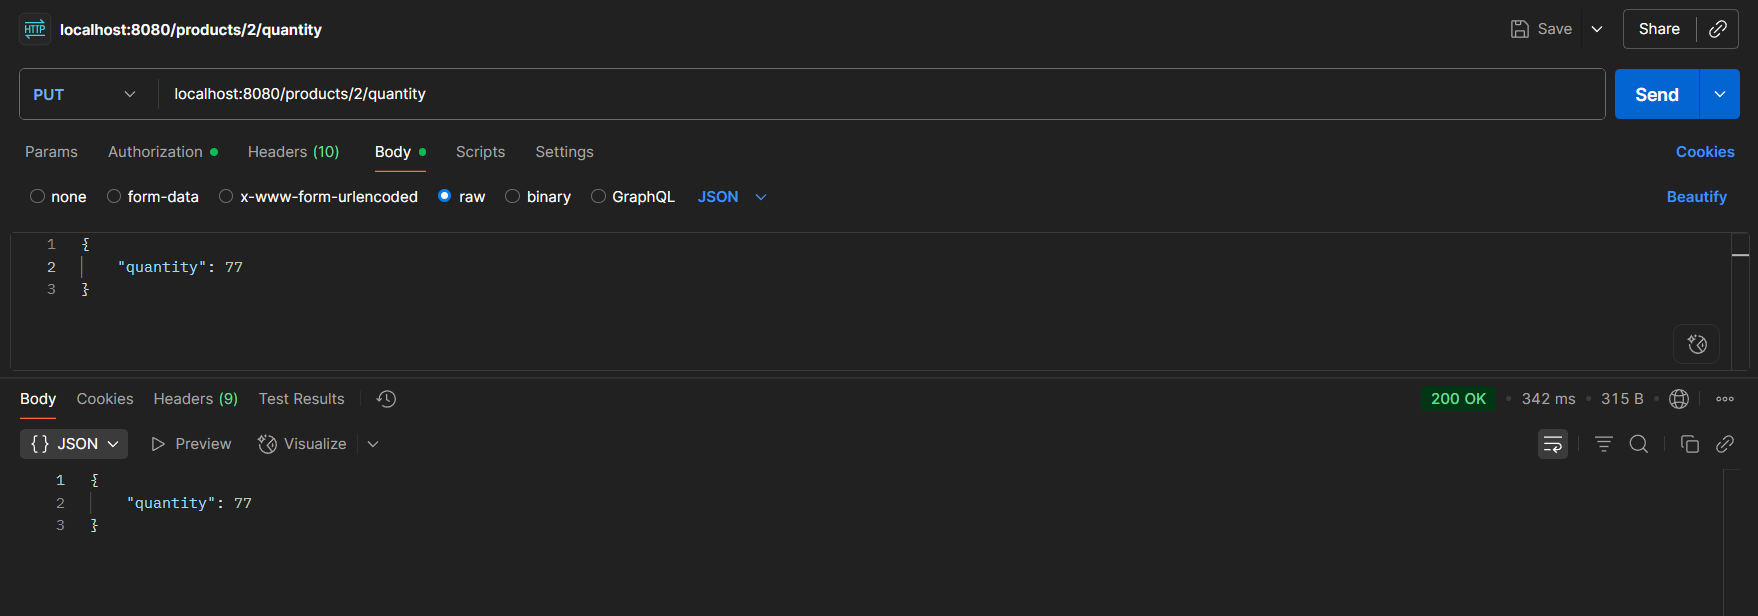 HTTP localhost:8080/products/2/quantity Save Share
PUT localhost:8080/products/2/quantity Send
Params Authorization Headers (10) Body Scripts Settings Cookies
none form-data x-www-form-urlencoded raw binary GraphQL JSON Beautify
1 {
2 "quantity": 77
3 }
Body Cookies Headers (9) Test Results 200 OK • 342 ms • 315 B •
{} JSON Preview Visualize
1 {
2 "quantity": 77
3 }